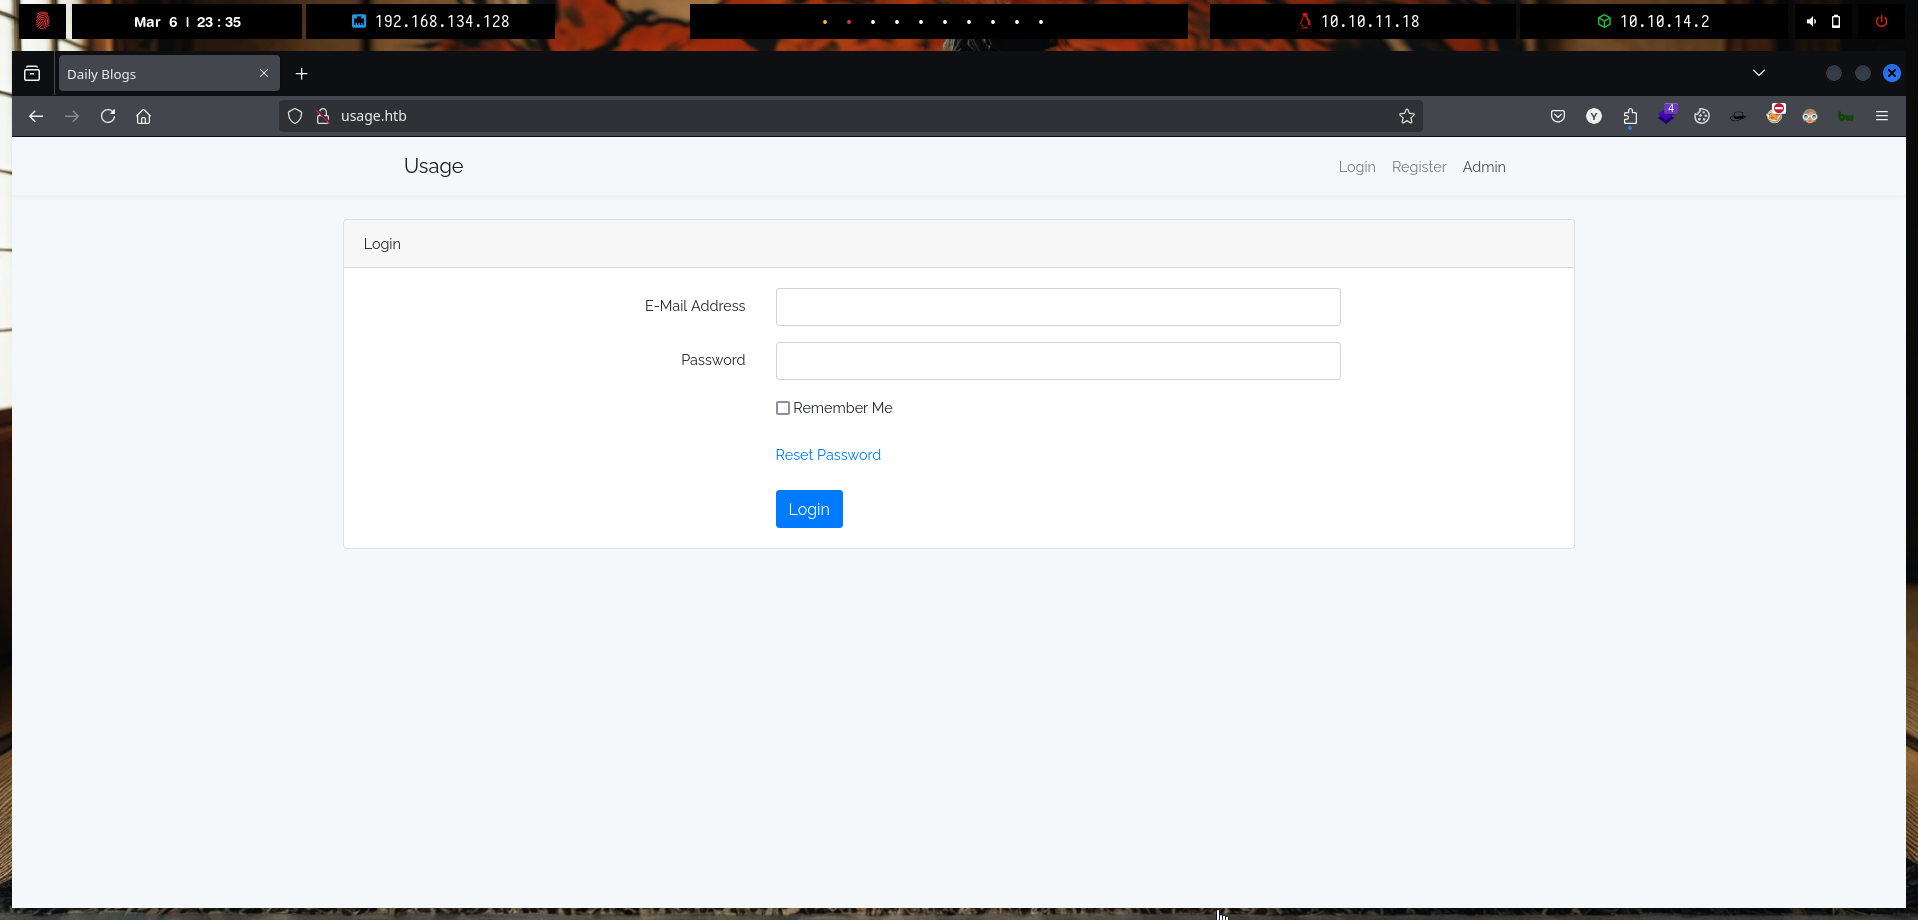 Mar 6 | 23:35 192.168.134.128 10.10.11.18 10.10.14.2
Daily Blogs
usage.htb Y 4
Usage Login Register Admin
Login
E-Mail Address
Password
Remember Me
Reset Password
Login